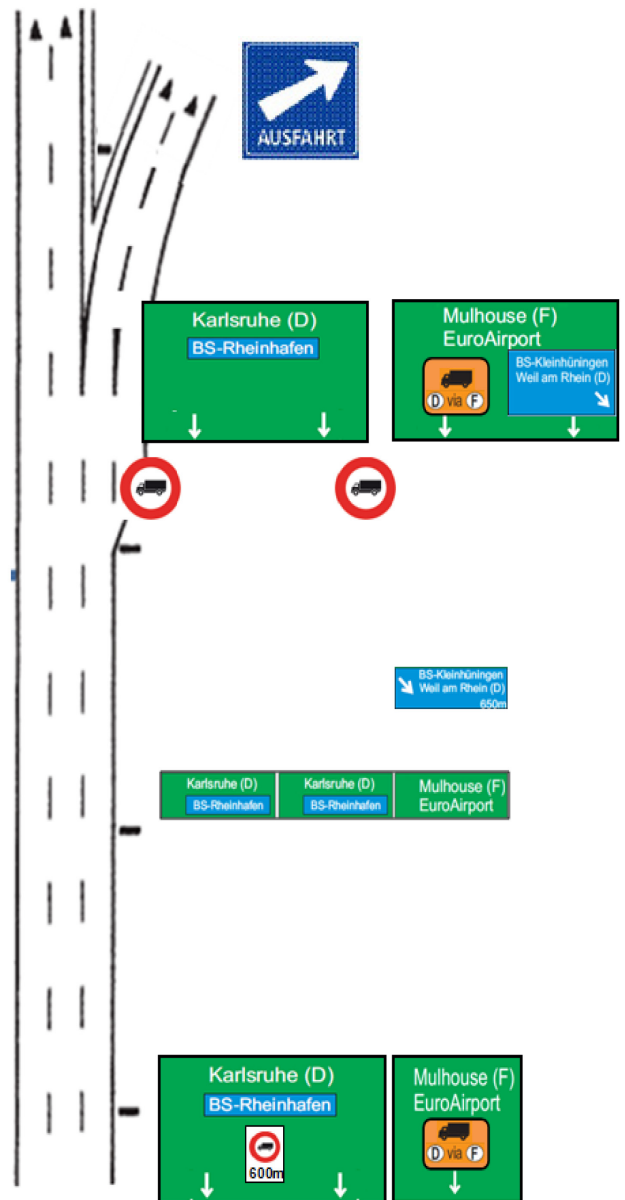 AUSFAHRT
Karlsruhe (D)
BS-Rheinhafen
Mulhouse (F)
EuroAirport
D via F
BS-Kleinhüningen
Weil am Rhein (D)
BS-Kleinhüningen
Weil am Rhein (D)
650m
Karlsruhe (D)
BS-Rheinhafen
Karlsruhe (D)
BS-Rheinhafen
Mulhouse (F)
EuroAirport
Karlsruhe (D)
BS-Rheinhafen
600m
Mulhouse (F)
EuroAirport
D via F